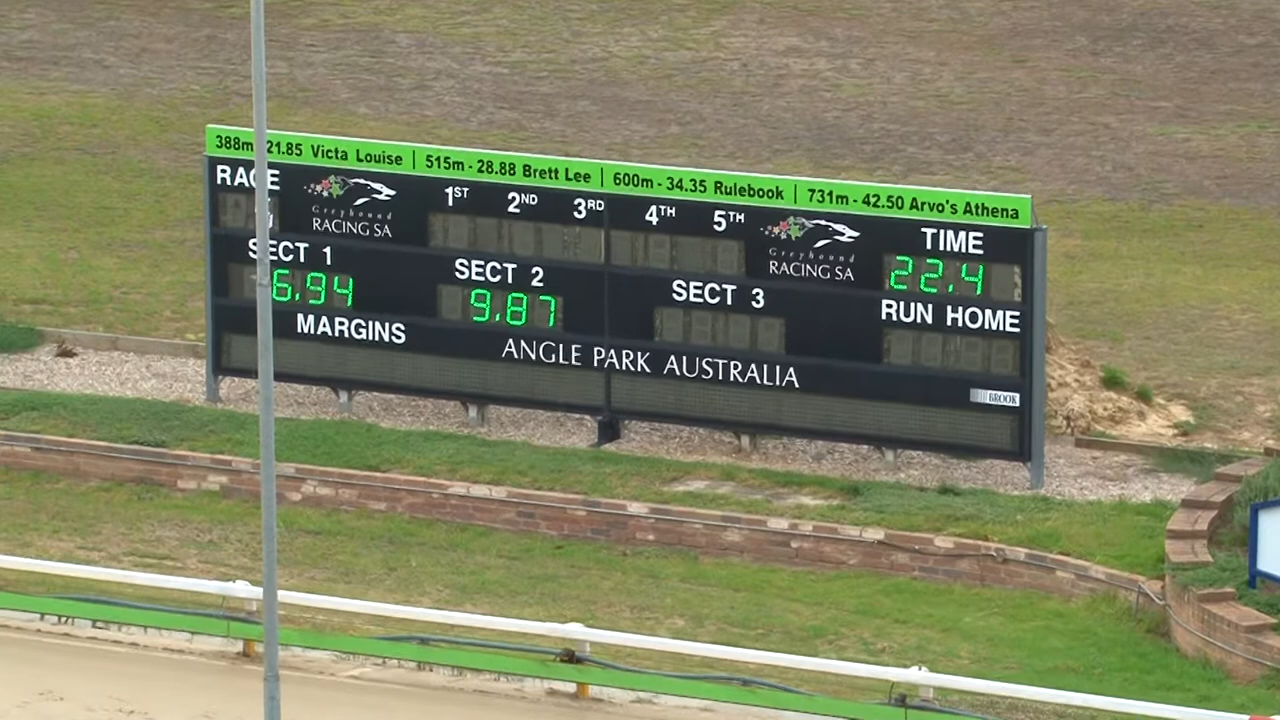 388m 21.85 Victa Louise | 515m - 28.88 Brett Lee | 600m - 34.35 Rulebook | 731m - 42.50 Arvo's Athena
RACE
Greyhound
RACING SA
1ST 2ND 3RD 4TH 5TH
Greyhound
RACING SA
TIME
22.4
SECT 1
6.94
SECT 2
9.87
SECT 3
RUN HOME
MARGINS
ANGLE PARK AUSTRALIA
BROOK